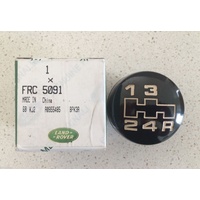 1
×
FRC 5091
MADE IN China
LAND-
ROVER
1 3
2 4 R